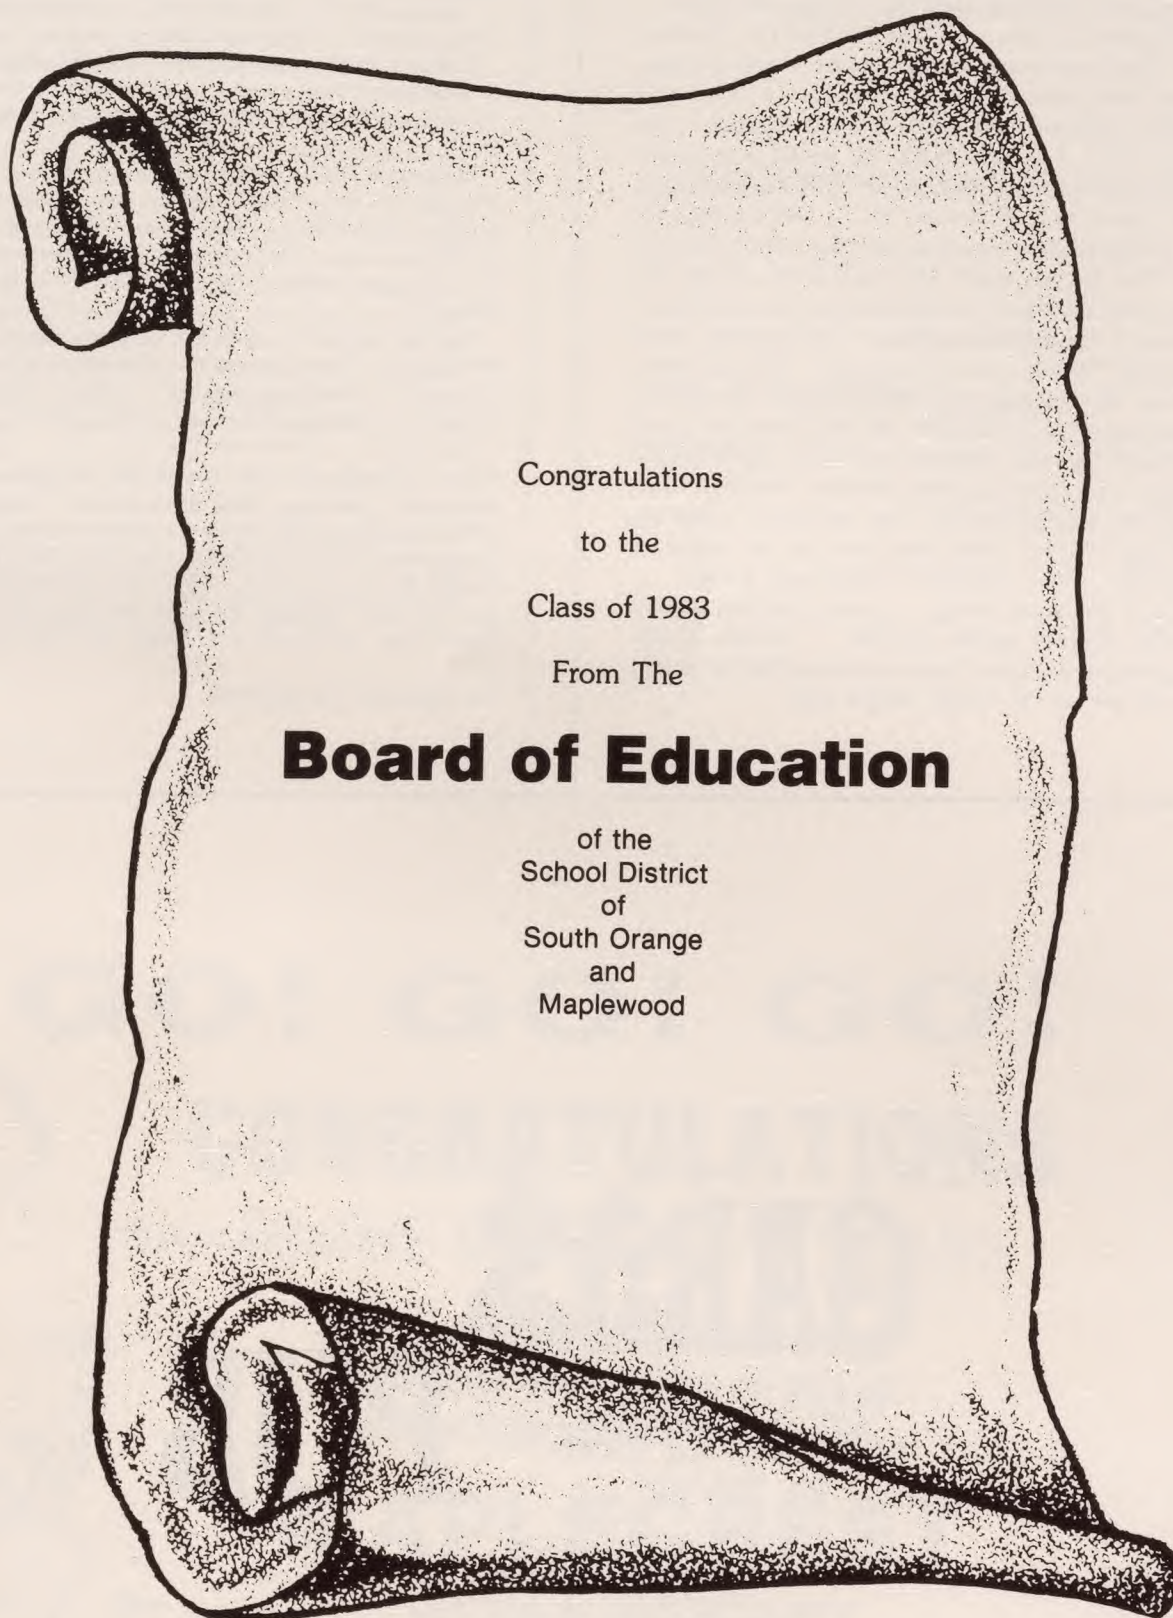 Congratulations
to the
Class of 1983
From The
Board of Education
of the
School District
of
South Orange
and
Maplewood